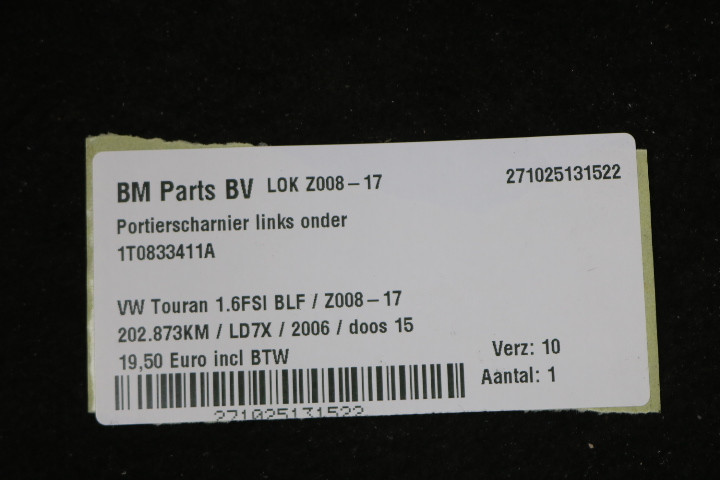 BM Parts BV LOK Z008-17 271025131522
Portierscharnier links onder
1T0833411A
VW Touran 1.6FSI BLF / Z008-17
202.873KM / LD7X / 2006 / doos 15
19,50 Euro incl BTW
Verz: 10
Aantal: 1
271025131522